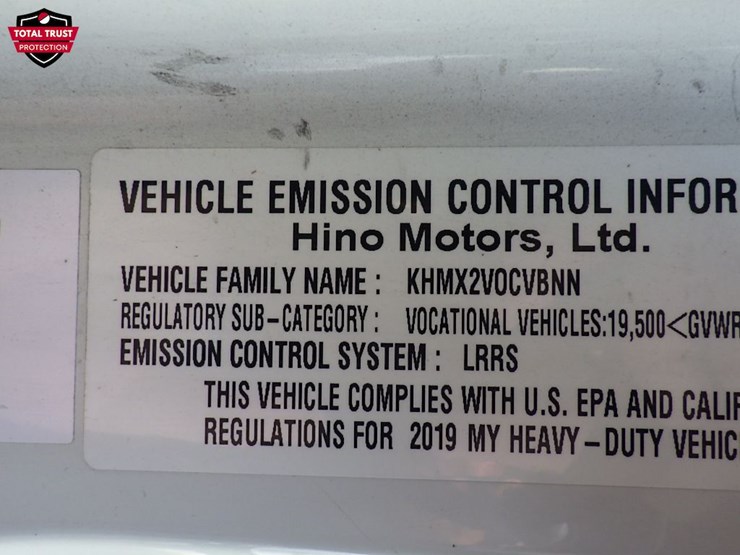 TOTAL TRUST
PROTECTION
VEHICLE EMISSION CONTROL INFOR
Hino Motors, Ltd.
VEHICLE FAMILY NAME : KHMX2VOCVBNN
REGULATORY SUB-CATEGORY : VOCATIONAL VEHICLES:19,500<GVWR
EMISSION CONTROL SYSTEM : LRRS
THIS VEHICLE COMPLIES WITH U.S. EPA AND CALIF
REGULATIONS FOR 2019 MY HEAVY-DUTY VEHIC